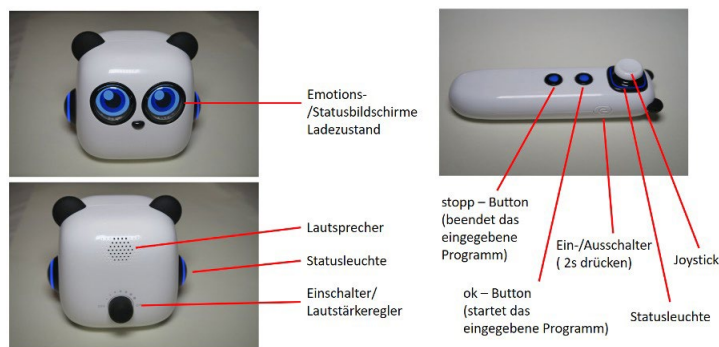 Emotions-
/Statusbildschirme
Ladezustand
Lautsprecher
Statusleuchte
Einschalter/
Lautstärkeregler
stopp – Button
(beendet das
eingegebene
Programm)
ok – Button
(startet das
eingegebene Programm)
Ein-/Ausschalter
( 2s drücken)
Joystick
Statusleuchte